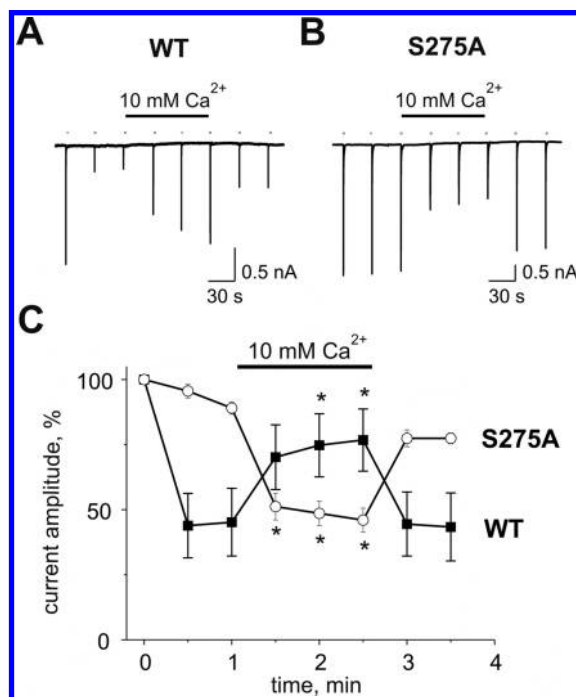 A
WT
10 mM Ca²⁺
0.5 nA
30 s
B
S275A
10 mM Ca²⁺
0.5 nA
30 s
C
10 mM Ca²⁺
100
50
0
current amplitude, %
* *
* * *
S275A
WT
0 1 2 3 4
time, min